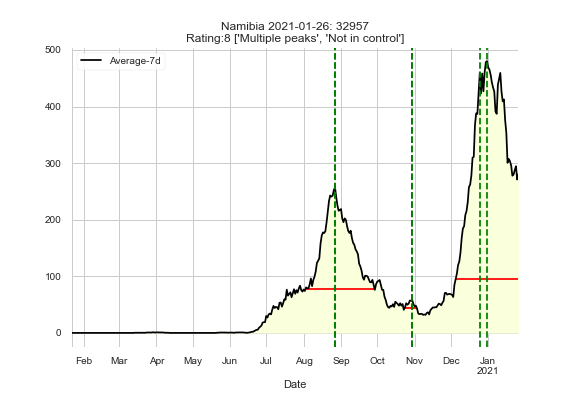 Namibia 2021-01-26: 32957
Rating:8 ['Multiple peaks', 'Not in control']
Average-7d
500
400
300
200
100
0
Feb Mar Apr May Jun Jul Aug Sep Oct Nov Dec Jan
2021
Date